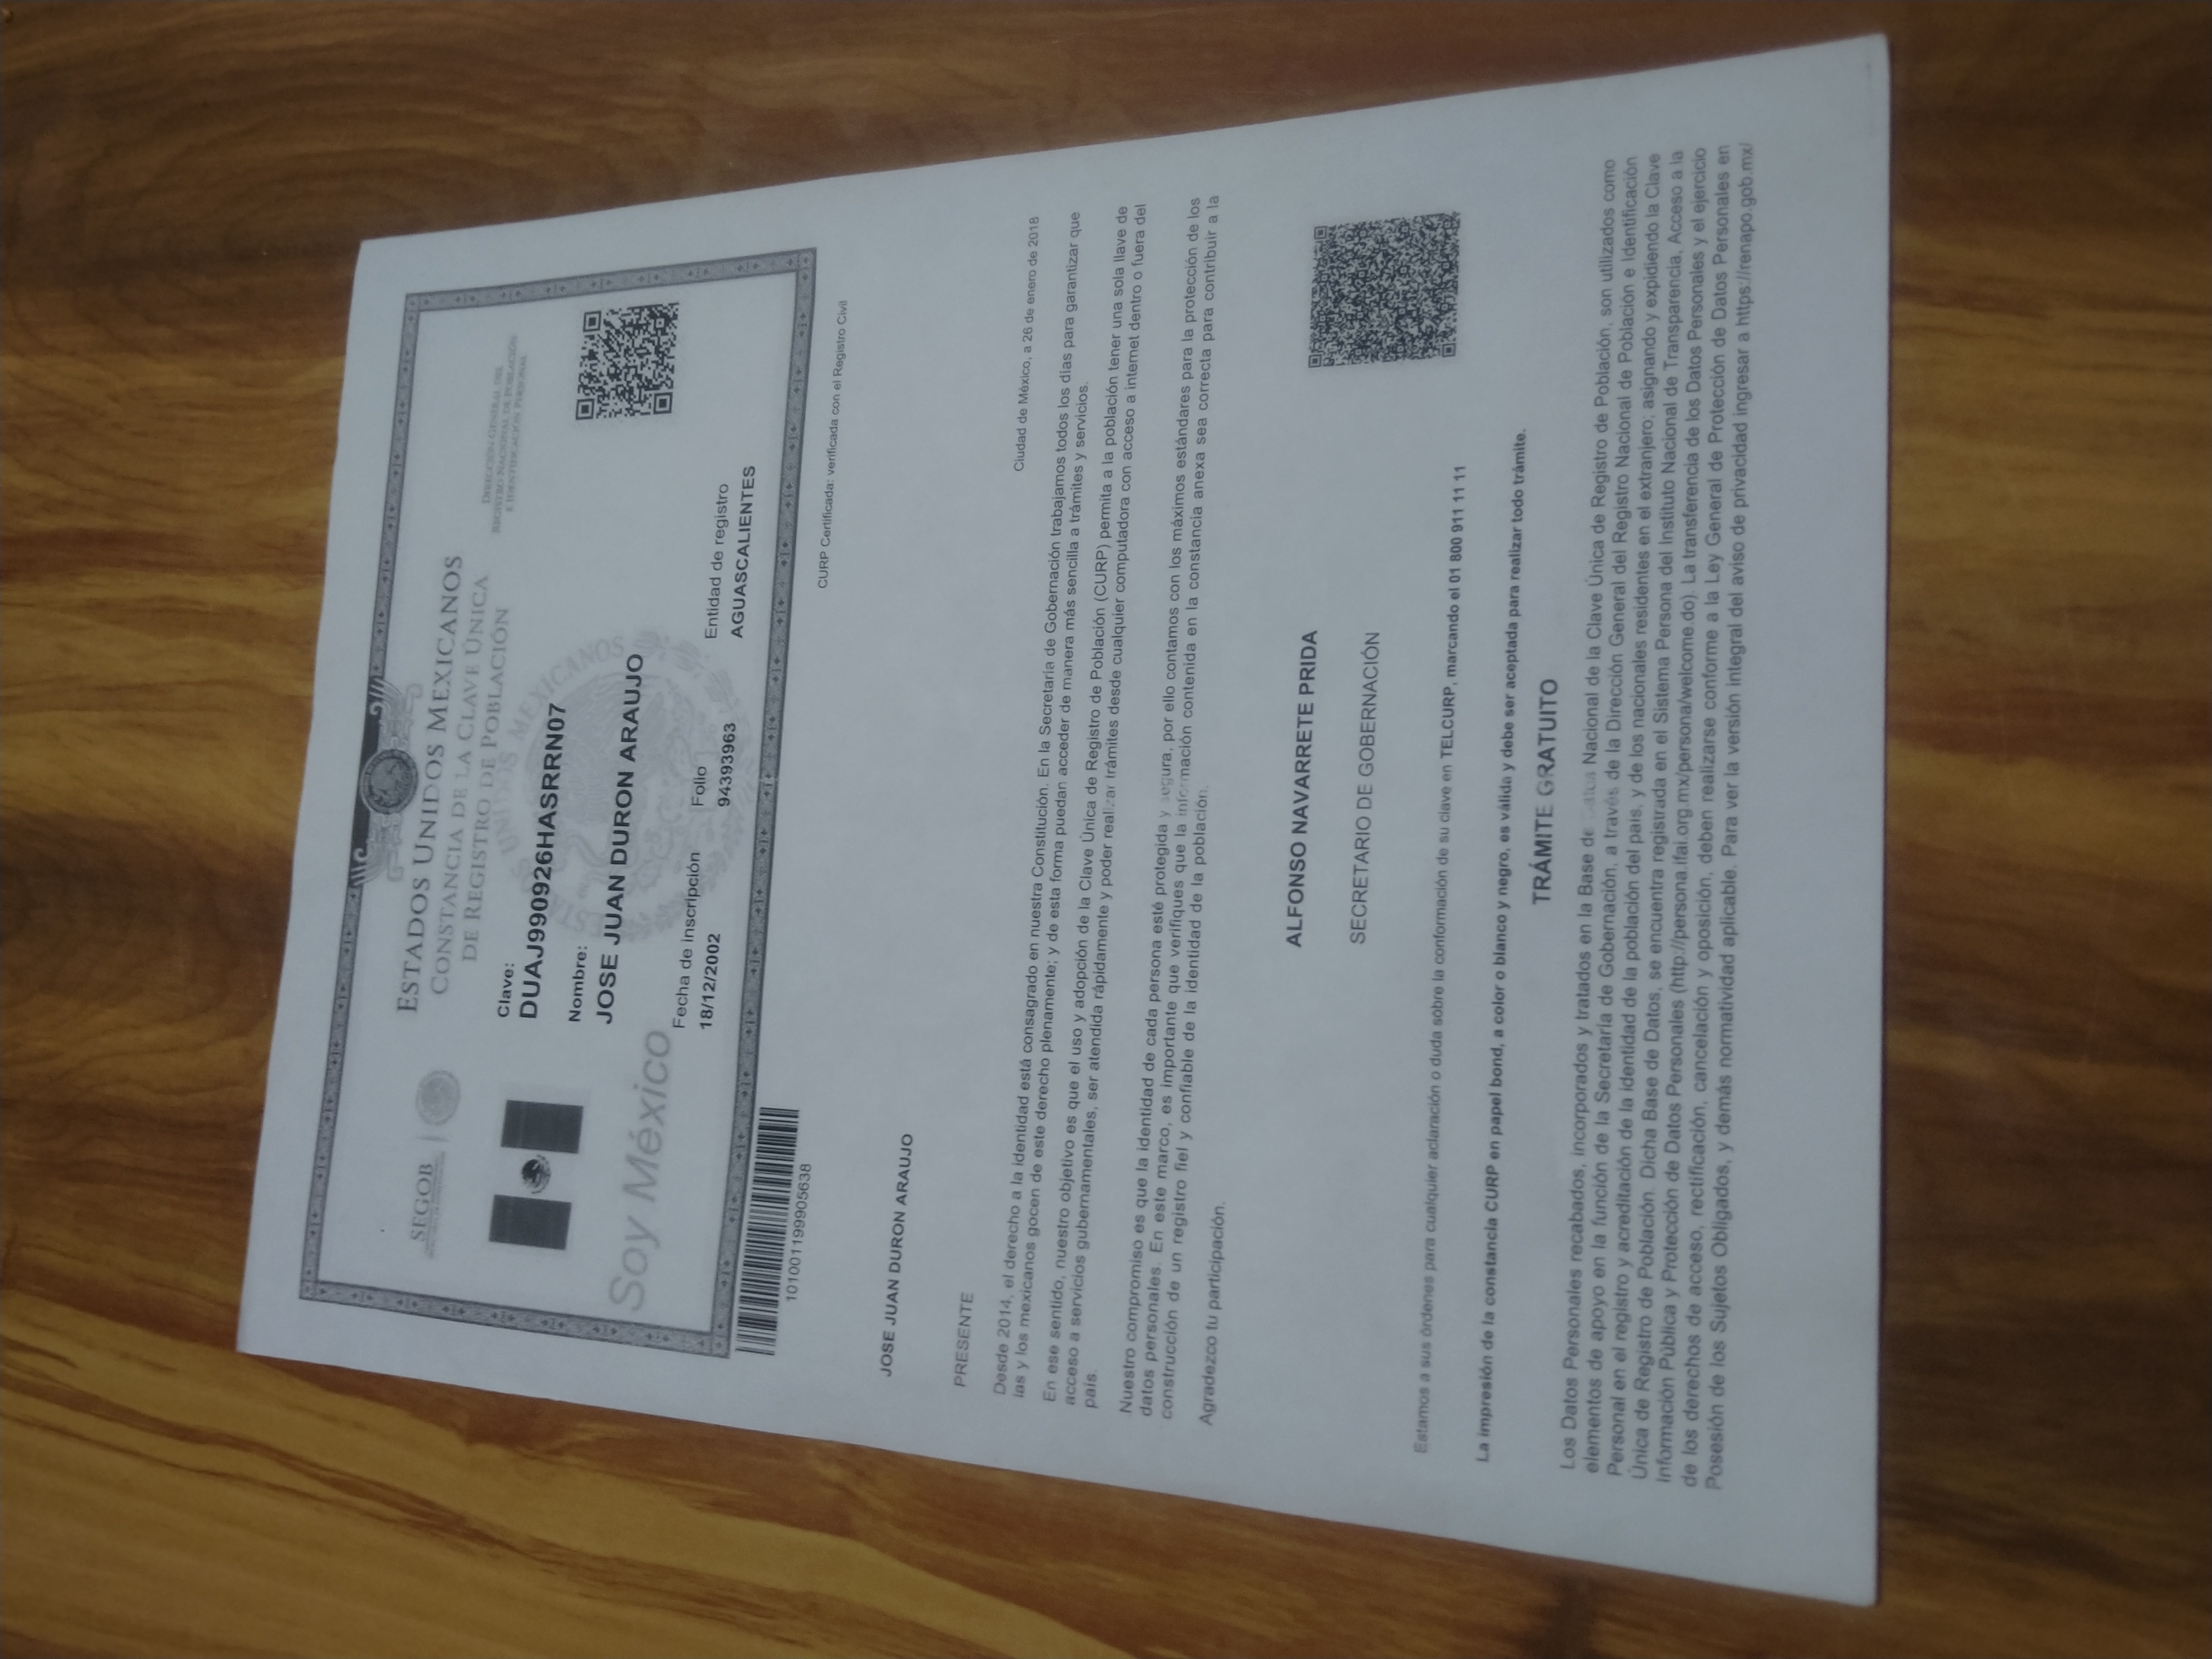 SEGOB
ESTADOS UNIDOS MEXICANOS
CONSTANCIA DE LA CLAVE ÚNICA
DE REGISTRO DE POBLACIÓN
DIRECCIÓN GENERAL DEL
REGISTRO NACIONAL DE POBLACIÓN
E IDENTIFICACIÓN PERSONAL
ESTADOS UNIDOS MEXICANOS
Clave:
DUAJ990926HASRRN07
Nombre:
JOSE JUAN DURON ARAUJO
Soy México
Fecha de inscripción
18/12/2002
Folio
94393963
Entidad de registro
AGUASCALIENTES
101001199905638
CURP Certificada: verificada con el Registro Civil
JOSE JUAN DURON ARAUJO
PRESENTE
Ciudad de México, a 26 de enero de 2018
Desde 2014, el derecho a la identidad está consagrado en nuestra Constitución. En la Secretaría de Gobernación trabajamos todos los días para garantizar que
las y los mexicanos gocen de este derecho plenamente; y de esta forma puedan acceder de manera más sencilla a trámites y servicios.
En ese sentido, nuestro objetivo es que el uso y adopción de la Clave Única de Registro de Población (CURP) permita a la población tener una sola llave de
acceso a servicios gubernamentales, ser atendida rápidamente y poder realizar trámites desde cualquier computadora con acceso a internet dentro o fuera del
país.
Nuestro compromiso es que la identidad de cada persona esté protegida y segura, por ello contamos con los máximos estándares para la protección de los
datos personales. En este marco, es importante que verifiques que la información contenida en la constancia anexa sea correcta para contribuir a la
construcción de un registro fiel y confiable de la identidad de la población.
Agradezco tu participación.
ALFONSO NAVARRETE PRIDA
SECRETARIO DE GOBERNACIÓN
Estamos a sus órdenes para cualquier aclaración o duda sobre la conformación de su clave en TELCURP, marcando el 01 800 911 11 11
La impresión de la constancia CURP en papel bond, a color o blanco y negro, es válida y debe ser aceptada para realizar todo trámite.
TRÁMITE GRATUITO
Los Datos Personales recabados, incorporados y tratados en la Base de Datos Nacional de la Clave Única de Registro de Población, son utilizados como
elementos de apoyo en la función de la Secretaría de Gobernación, a través de la Dirección General del Registro Nacional de Población e Identificación
Personal en el registro y acreditación de la identidad de la población del país, y de los nacionales residentes en el extranjero; asignando y expidiendo la Clave
Única de Registro de Población. Dicha Base de Datos, se encuentra registrada en el Sistema Persona del Instituto Nacional de Transparencia, Acceso a la
Información Pública y Protección de Datos Personales (http://persona.ifai.org.mx/persona/welcome.do). La transferencia de los Datos Personales y el ejercicio
de los derechos de acceso, rectificación, cancelación y oposición, deben realizarse conforme a la Ley General de Protección de Datos Personales en
Posesión de los Sujetos Obligados, y demás normatividad aplicable. Para ver la versión integral del aviso de privacidad ingresar a https://renapo.gob.mx/